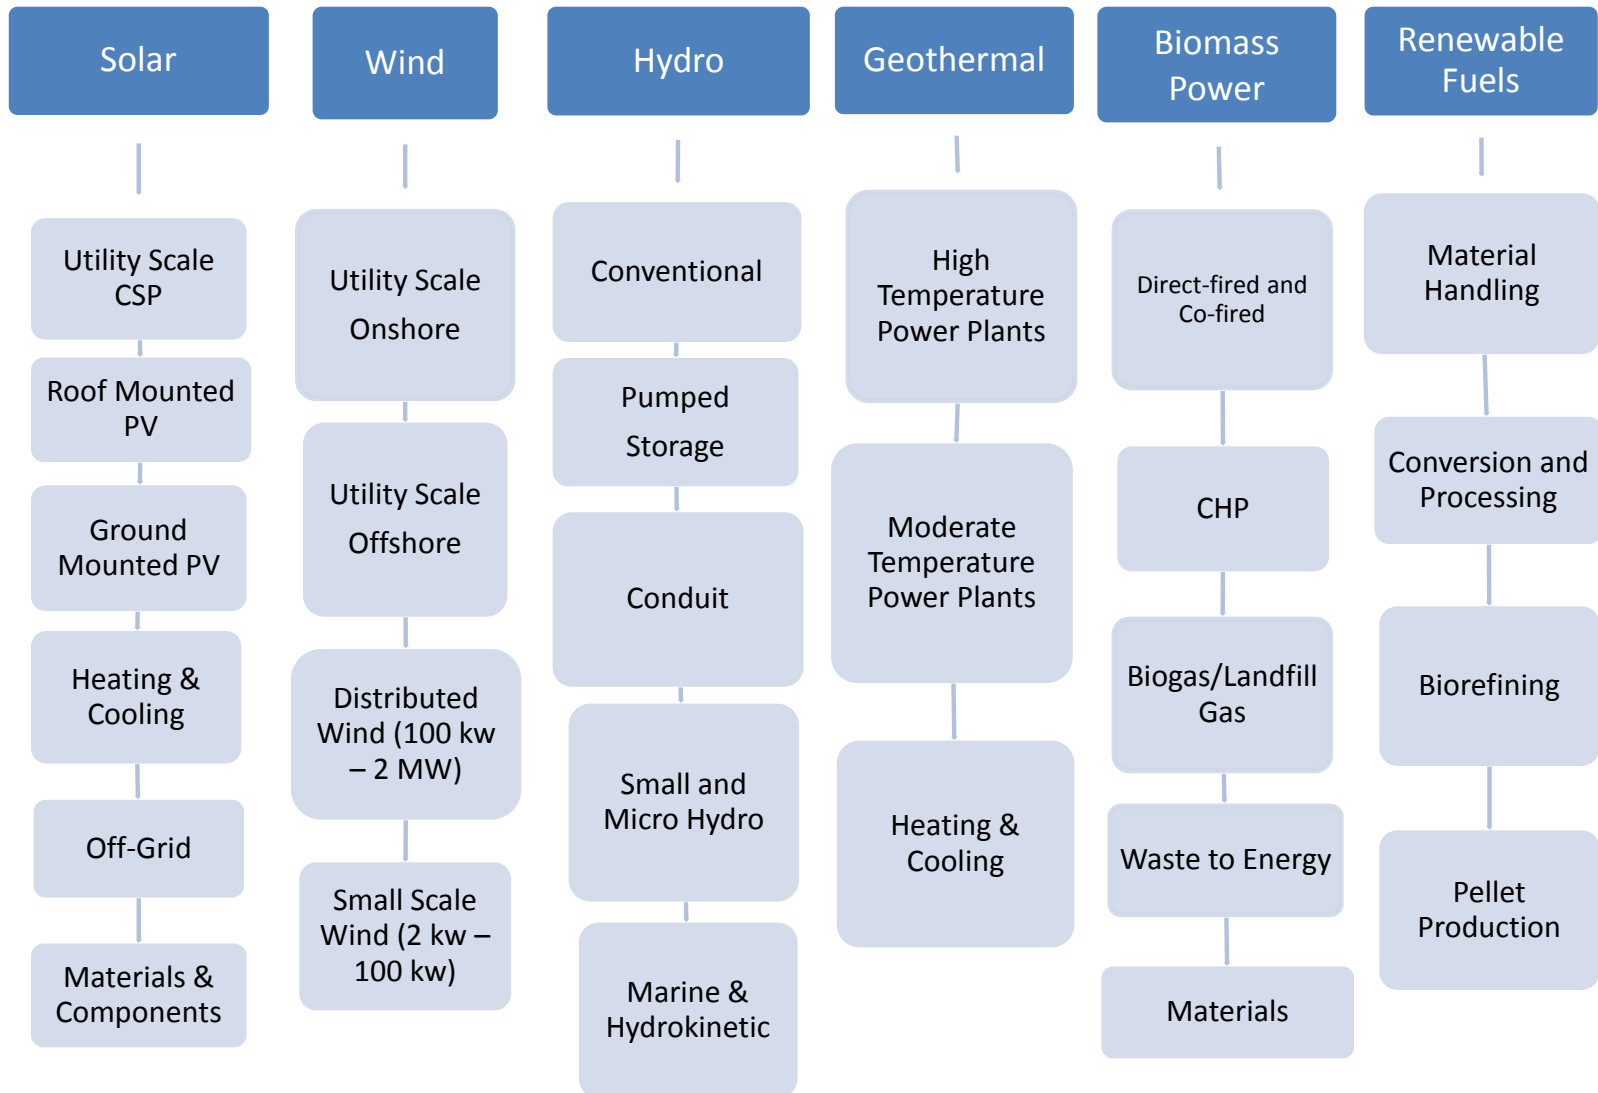 Solar
Utility Scale
CSP
Roof Mounted
PV
Ground
Mounted PV
Heating &
Cooling
Off-Grid
Materials &
Components
Wind
Utility Scale
Onshore
Utility Scale
Offshore
Distributed
Wind (100 kw
– 2 MW)
Small Scale
Wind (2 kw –
100 kw)
Hydro
Conventional
Pumped
Storage
Conduit
Small and
Micro Hydro
Marine &
Hydrokinetic
Geothermal
High
Temperature
Power Plants
Moderate
Temperature
Power Plants
Heating &
Cooling
Biomass
Power
Direct-fired and
Co-fired
CHP
Biogas/Landfill
Gas
Waste to Energy
Materials
Renewable
Fuels
Material
Handling
Conversion and
Processing
Biorefining
Pellet
Production